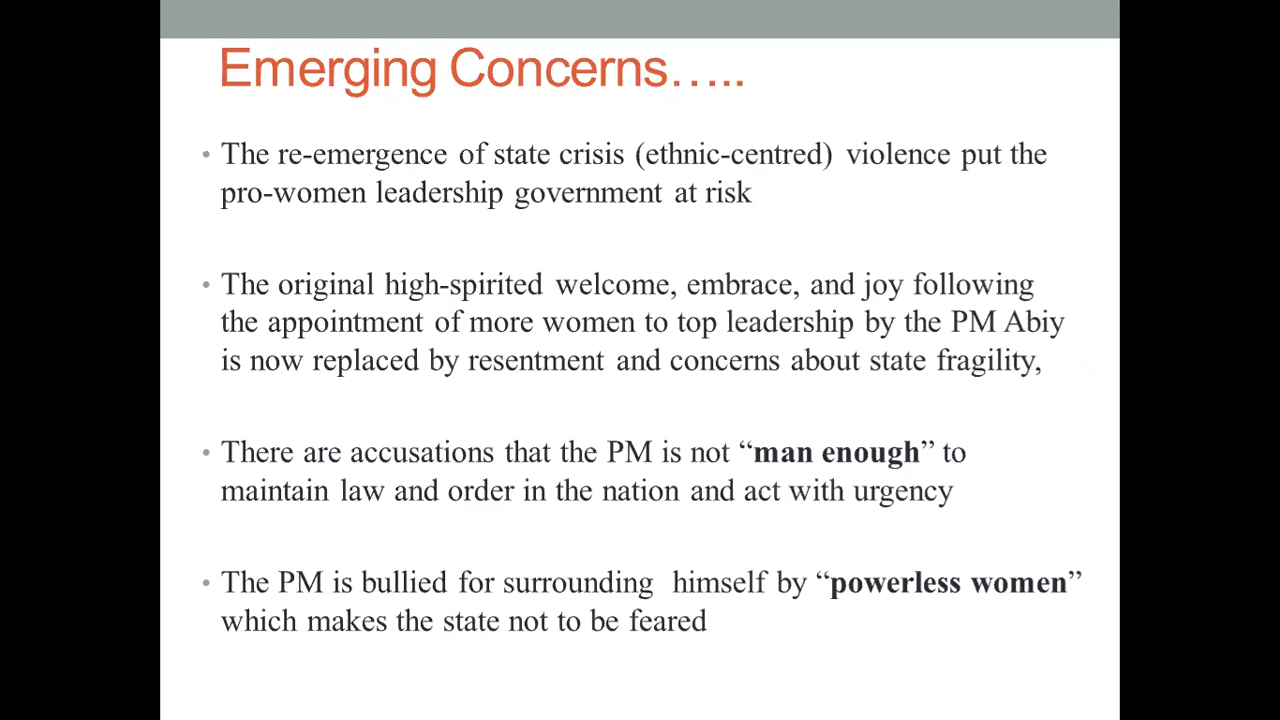 Emerging Concerns…..
• The re-emergence of state crisis (ethnic-centred) violence put the
pro-women leadership government at risk
• The original high-spirited welcome, embrace, and joy following
the appointment of more women to top leadership by the PM Abiy
is now replaced by resentment and concerns about state fragility,
• There are accusations that the PM is not “man enough” to
maintain law and order in the nation and act with urgency
• The PM is bullied for surrounding himself by “powerless women”
which makes the state not to be feared